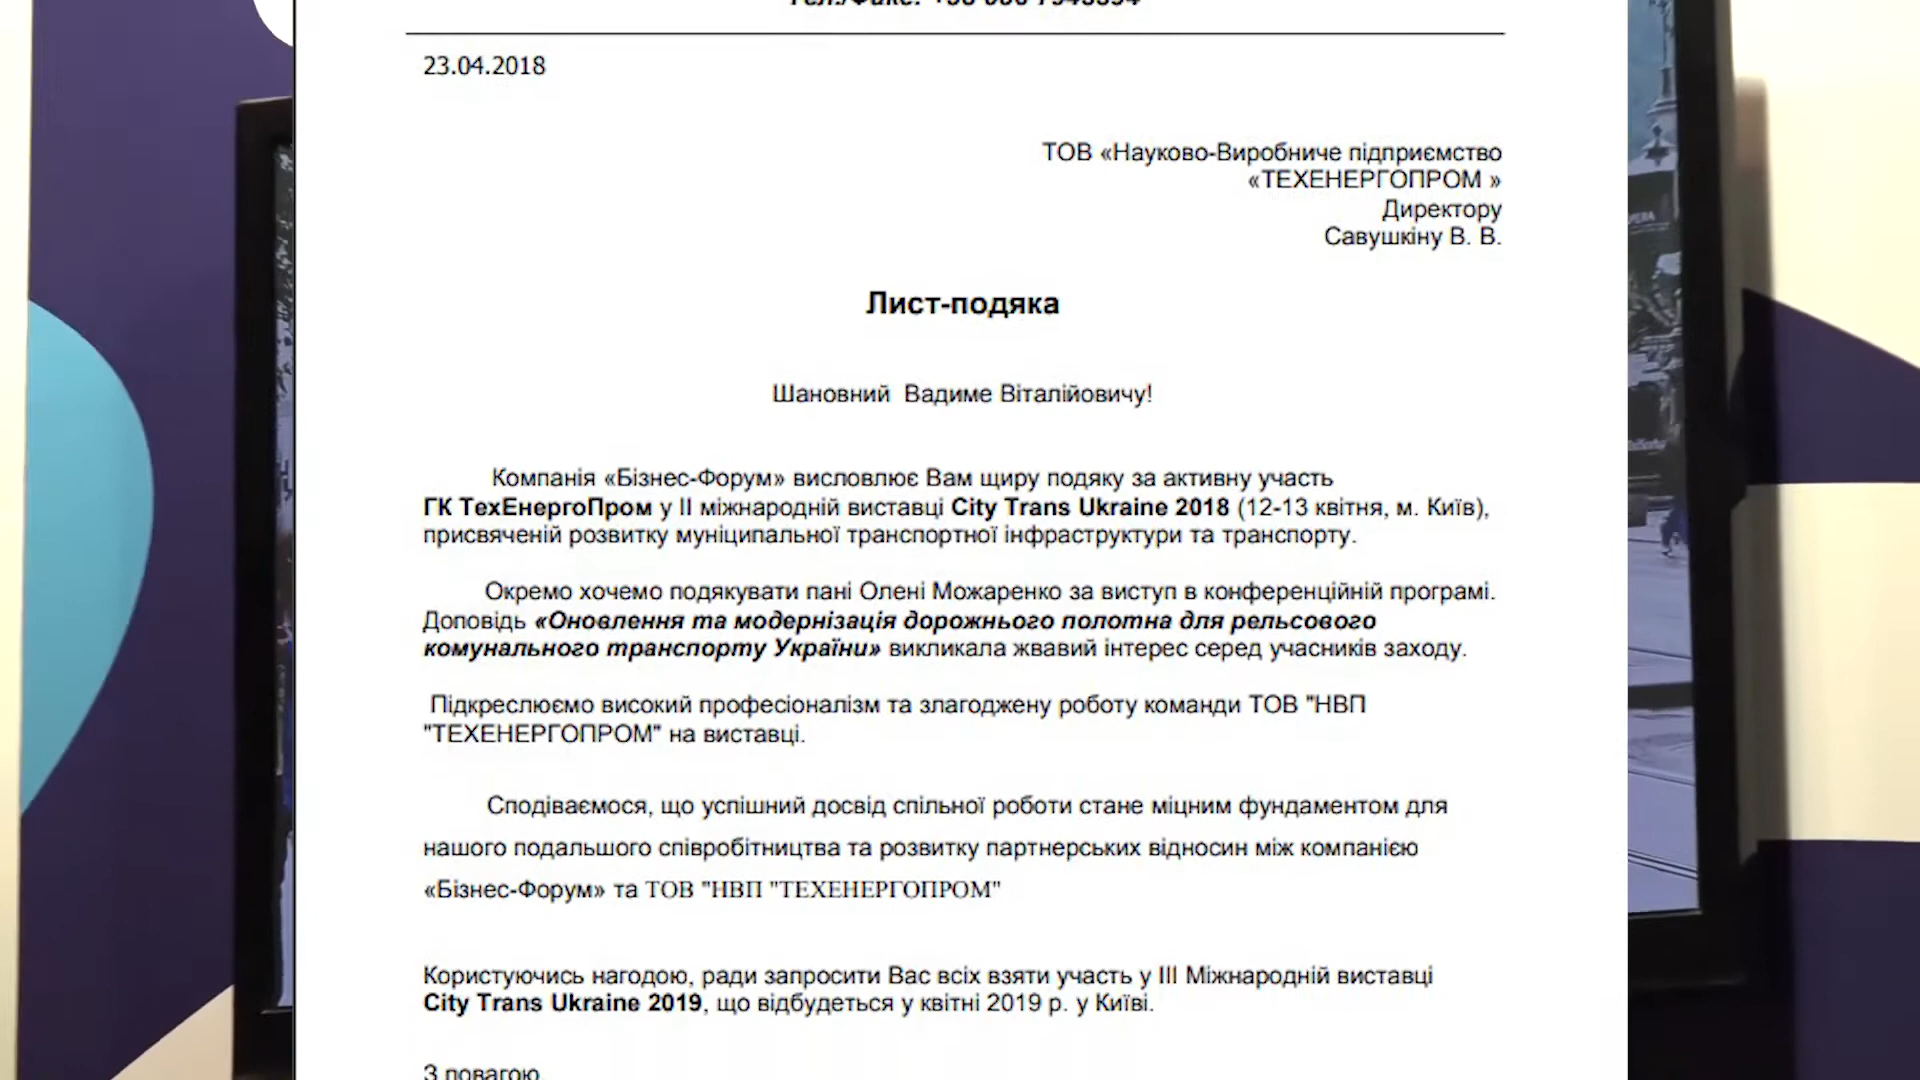 23.04.2018
ТОВ «Науково-Виробниче підприємство
«ТЕХЕНЕРГОПРОМ »
Директору
Савушкіну В. В.
Лист-подяка
Шановний Вадиме Віталійовичу!
Компанія «Бізнес-Форум» висловлює Вам щиру подяку за активну участь
ГК ТехЕнергоПром у ІІ міжнародній виставці City Trans Ukraine 2018 (12-13 квітня, м. Київ),
присвяченій розвитку муніципальної транспортної інфраструктури та транспорту.
Окремо хочемо подякувати пані Олені Можаренко за виступ в конференційній програмі.
Доповідь «Оновлення та модернізація дорожнього полотна для рельсового
комунального транспорту України» викликала жвавий інтерес серед учасників заходу.
Підкреслюємо високий професіоналізм та злагоджену роботу команди ТОВ "НВП
"ТЕХЕНЕРГОПРОМ" на виставці.
Сподіваємося, що успішний досвід спільної роботи стане міцним фундаментом для
нашого подальшого співробітництва та розвитку партнерських відносин між компанією
«Бізнес-Форум» та ТОВ "НВП "ТЕХЕНЕРГОПРОМ"
Користуючись нагодою, ради запросити Вас всіх взяти участь у ІІІ Міжнародній виставці
City Trans Ukraine 2019, що відбудеться у квітні 2019 р. у Київі.
З повагою